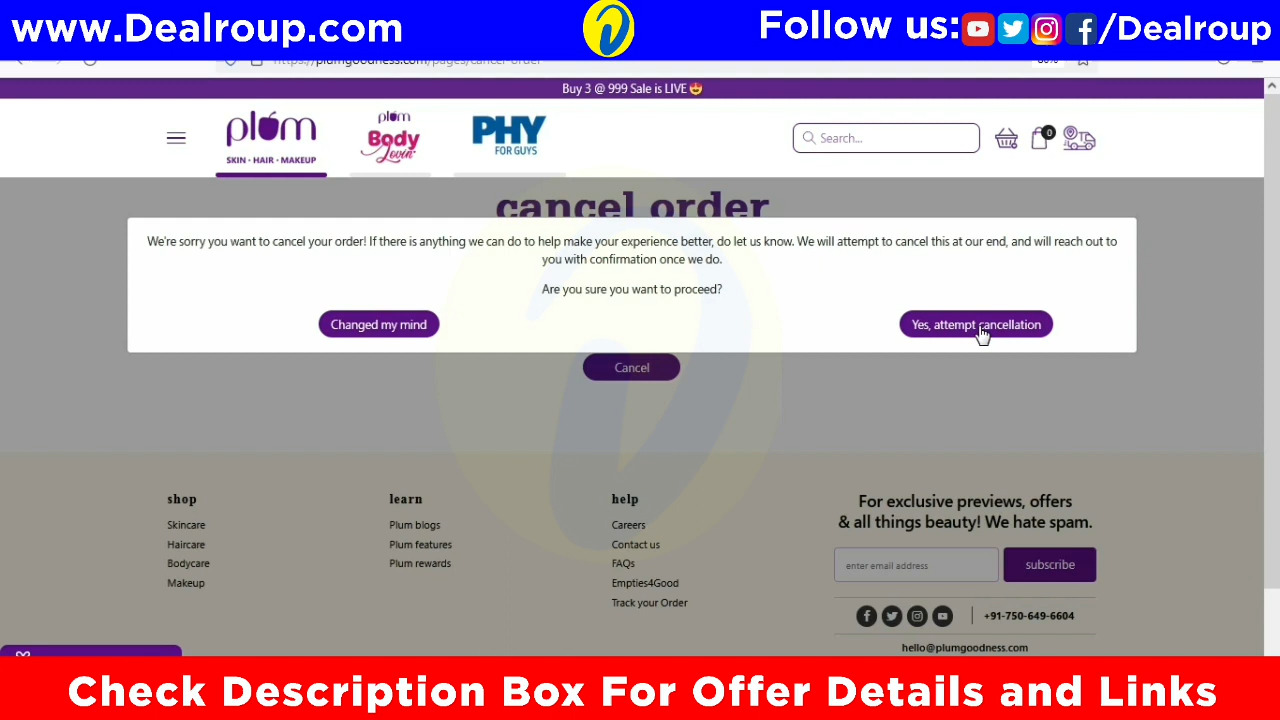 www.Dealroup.com
Follow us: /Dealroup
https://plumgoodness.com/pages/cancel-order
80%
Buy 3 @ 999 Sale is LIVE 😍
plum
SKIN · HAIR · MAKEUP
plum
Body
Lovin'
PHY
FOR GUYS
Search...
0
cancel order
We're sorry you want to cancel your order! If there is anything we can do to help make your experience better, do let us know. We will attempt to cancel this at our end, and will reach out to
you with confirmation once we do.
Are you sure you want to proceed?
Changed my mind
Yes, attempt cancellation
Cancel
shop
Skincare
Haircare
Bodycare
Makeup
learn
Plum blogs
Plum features
Plum rewards
help
Careers
Contact us
FAQs
Empties4Good
Track your Order
For exclusive previews, offers
& all things beauty! We hate spam.
enter email address
subscribe
+91-750-649-6604
hello@plumgoodness.com
Check Description Box For Offer Details and Links